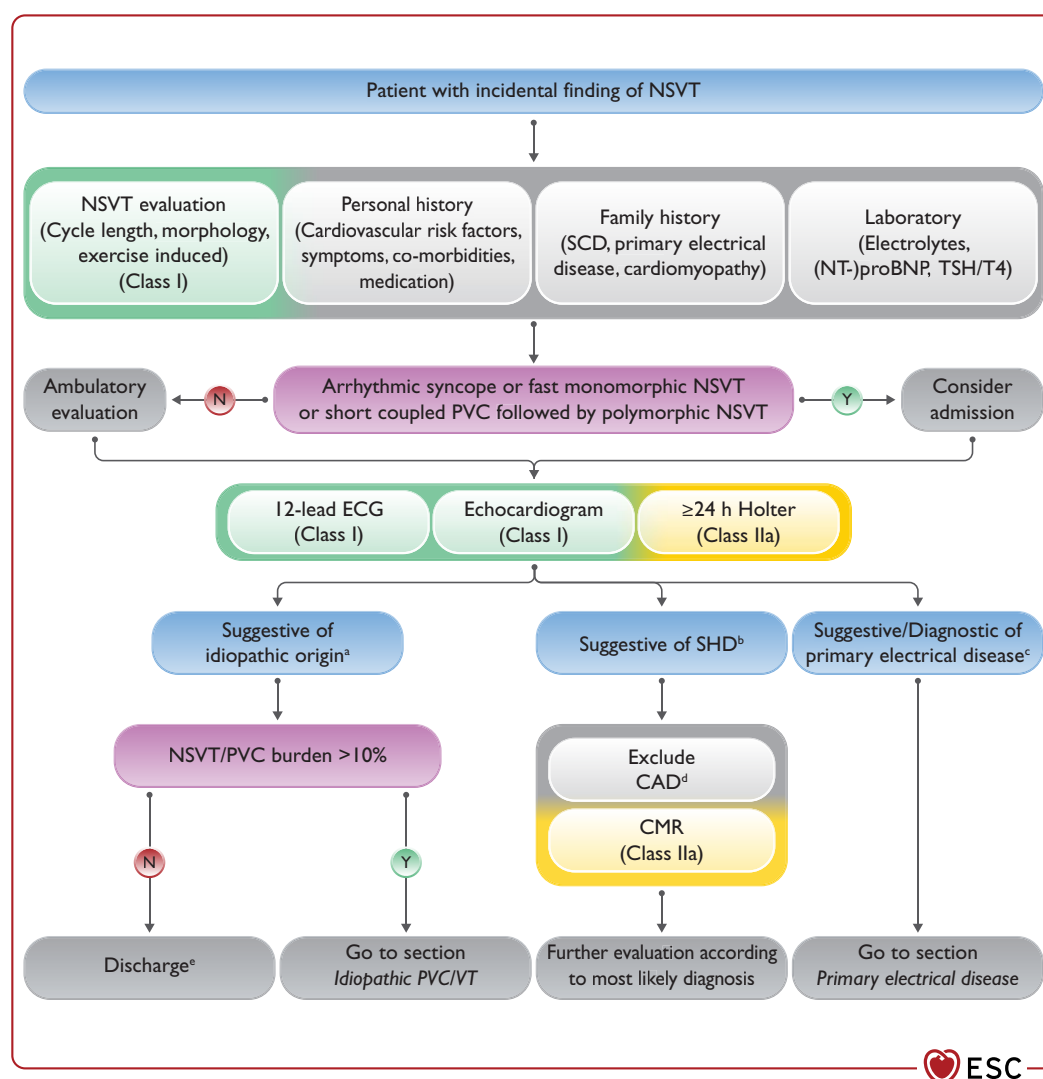 Patient with incidental finding of NSVT
NSVT evaluation
(Cycle length, morphology,
exercise induced)
(Class I)
Personal history
(Cardiovascular risk factors,
symptoms, co-morbidities,
medication)
Family history
(SCD, primary electrical
disease, cardiomyopathy)
Laboratory
(Electrolytes,
(NT-)proBNP, TSH/T4)
Ambulatory
evaluation
N
Arrhythmic syncope or fast monomorphic NSVT
or short coupled PVC followed by polymorphic NSVT
Y
Consider
admission
12-lead ECG
(Class I)
Echocardiogram
(Class I)
≥24 h Holter
(Class IIa)
Suggestive of
idiopathic originᵃ
Suggestive of SHDᵇ
Suggestive/Diagnostic of
primary electrical diseaseᶜ
NSVT/PVC burden >10%
Exclude
CADᵈ
CMR
(Class IIa)
N
Y
Dischargeᵉ
Go to section
Idiopathic PVC/VT
Further evaluation according
to most likely diagnosis
Go to section
Primary electrical disease
ESC